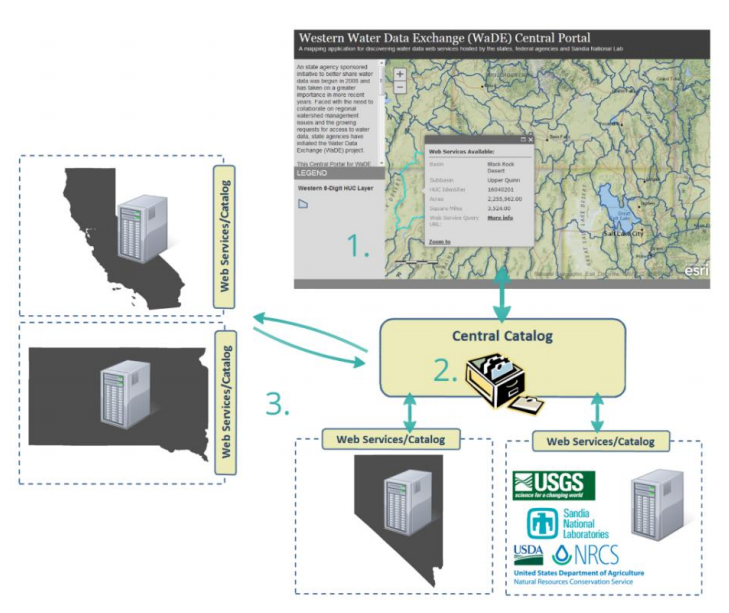 Western Water Data Exchange (WaDE) Central Portal
A mapping application for discovering water data web services hosted by the states, federal agencies and Sandia National Lab
An state agency sponsored
initiative to better share water
data was begun in 2008 and
has taken on a greater
importance in more recent
years. Faced with the need to
collaborate on regional
watershed management
issues and the growing
requests for access to water
data, state agencies have
initiated the Water Data
Exchange (WaDE) project.
This Central Portal for WaDE
LEGEND
Western 8-Digit HUC Layer
1.
+
−
Web Services Available:
Basin Black Rock
Desert
Subbasin Upper Quinn
HUC Identifier 16040201
Acres
Square Miles 3,524.00
Web Service Query More info
URL:
Zoom to
Great
Salt Lake
Ogden
Salt Lake City
esri
Web Services/Catalog
Web Services/Catalog
Central Catalog
2.
3.
Web Services/Catalog
Web Services/Catalog
USGS
science for a changing world
Sandia
National
Laboratories
USDA NRCS
United States Department of Agriculture
Natural Resources Conservation Service